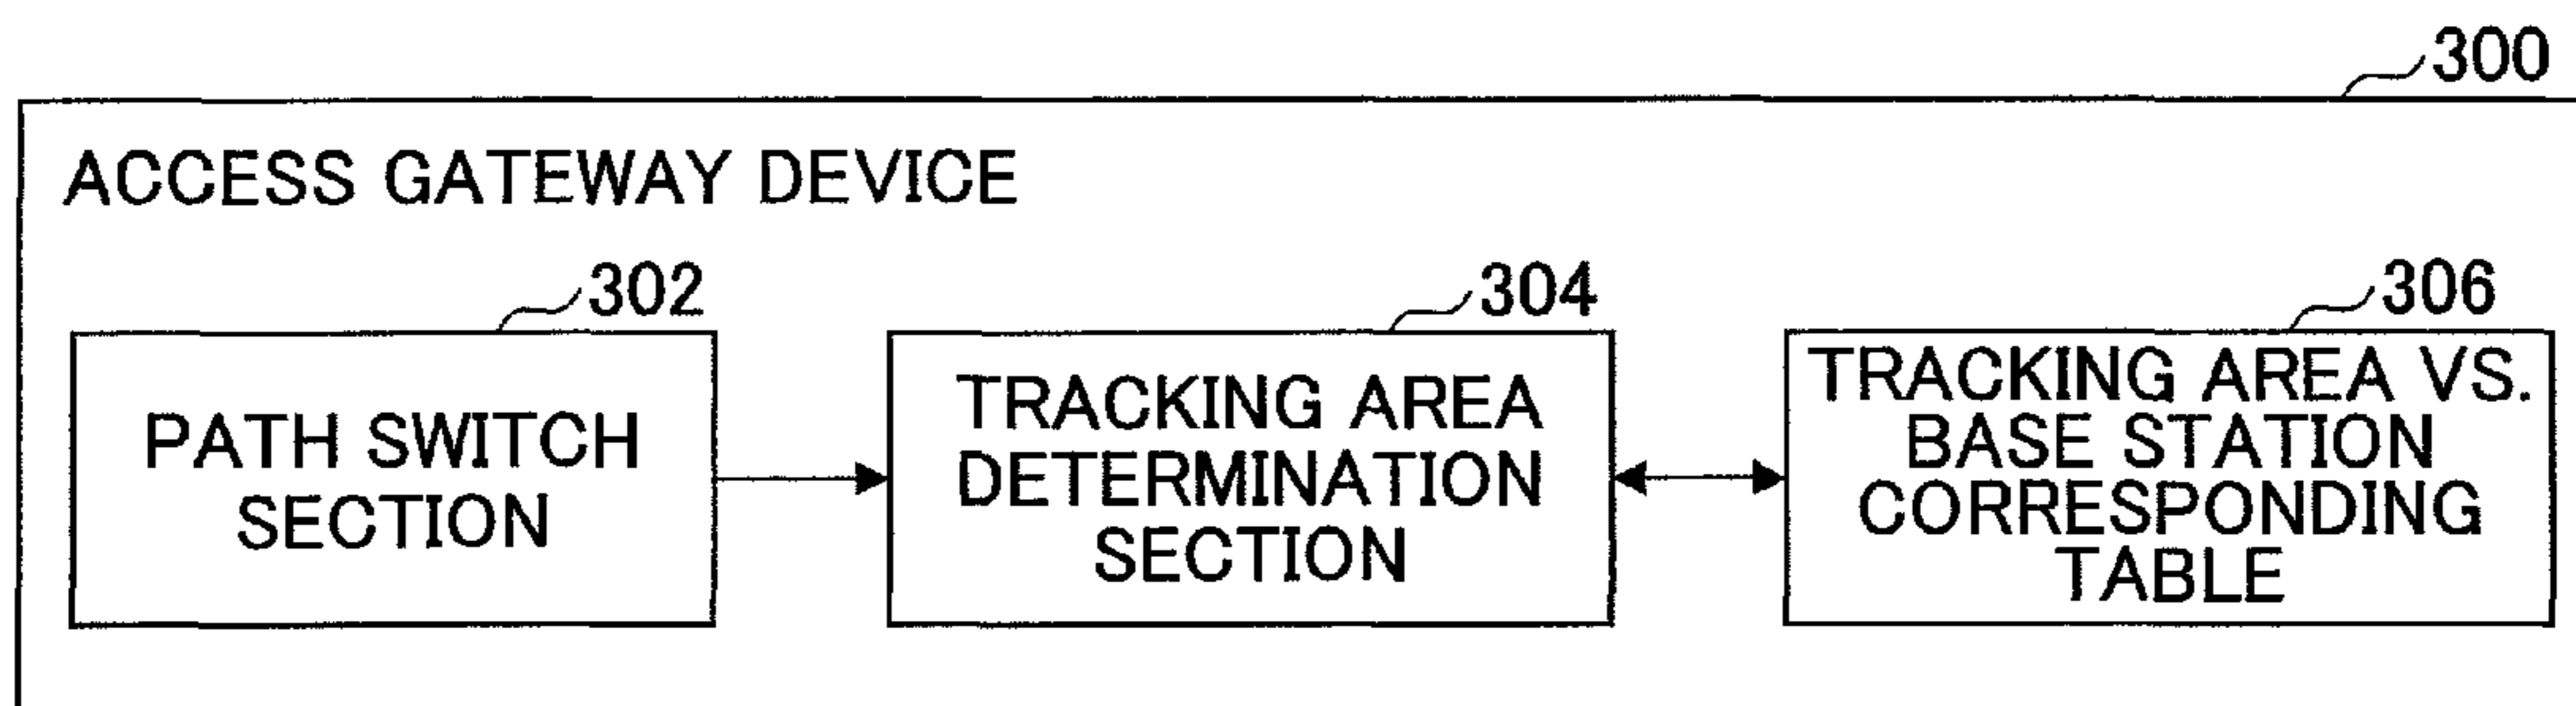 300
ACCESS GATEWAY DEVICE
302
304
306
PATH SWITCH
SECTION
TRACKING AREA
DETERMINATION
SECTION
TRACKING AREA VS.
BASE STATION
CORRESPONDING
TABLE